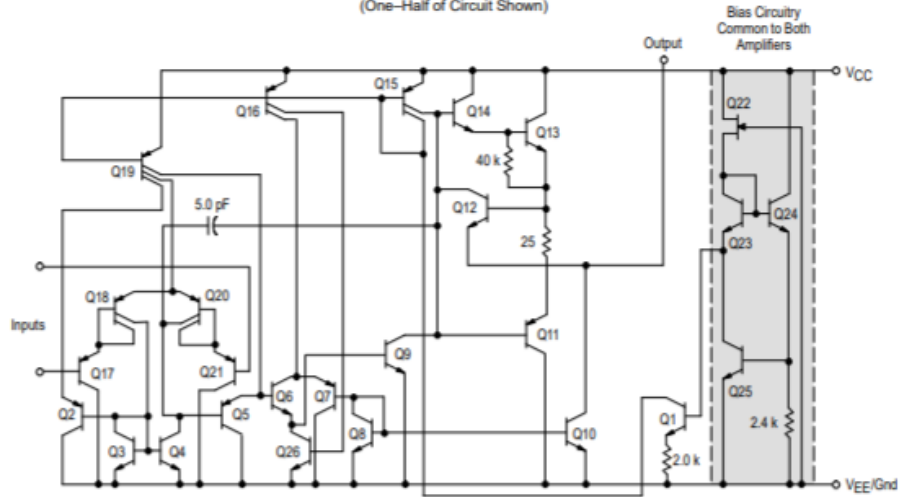 (One–Half of Circuit Shown)
Bias Circuitry
Common to Both
Amplifiers
Output
VCC
Q22
Q15
Q16
Q14
Q13
Q19
40 k
5.0 pF
Q12
Q24
Q23
25
Q18
Q20
Inputs
Q17
Q21
Q9
Q11
Q25
Q2
Q5
Q6
Q7
Q1
Q3
Q4
Q26
Q8
Q10
2.4 k
2.0 k
VEE/Gnd